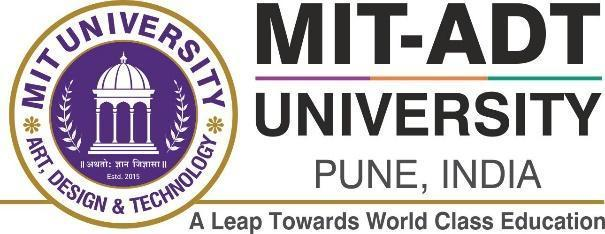 MIT UNIVERSITY
ART, DESIGN & TECHNOLOGY
॥ अथातो: ज्ञान जिज्ञासा ॥
Estd. 2015
MIT-ADT
UNIVERSITY
PUNE, INDIA
A Leap Towards World Class Education